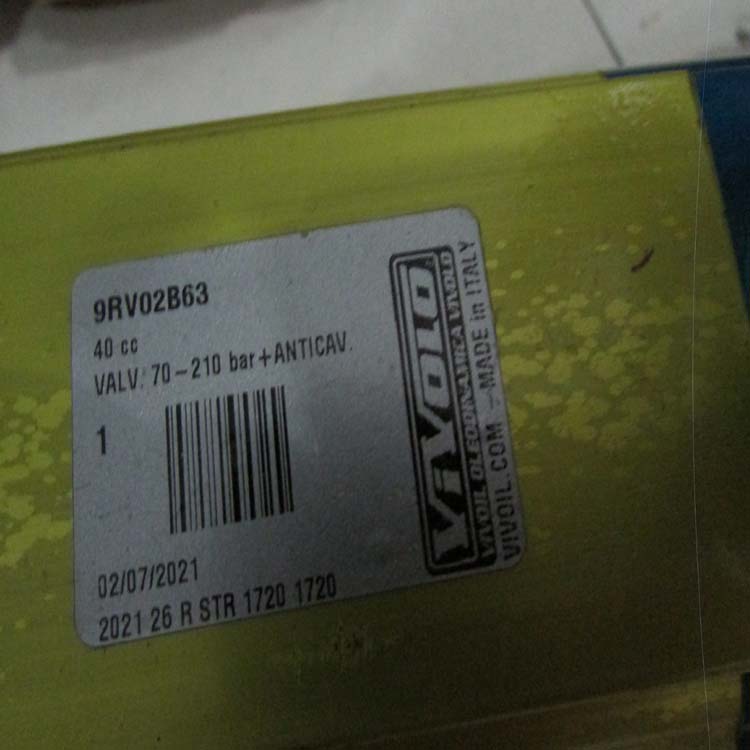 9RV02B63
40 cc
VALV. 70-210 bar+ANTICAV.
1
02/07/2021
2021 26 R STR 1720 1720
VIVOLO
VIVOIL OLEODINAMICA VIVOLO
VIVOIL.COM - MADE in ITALY